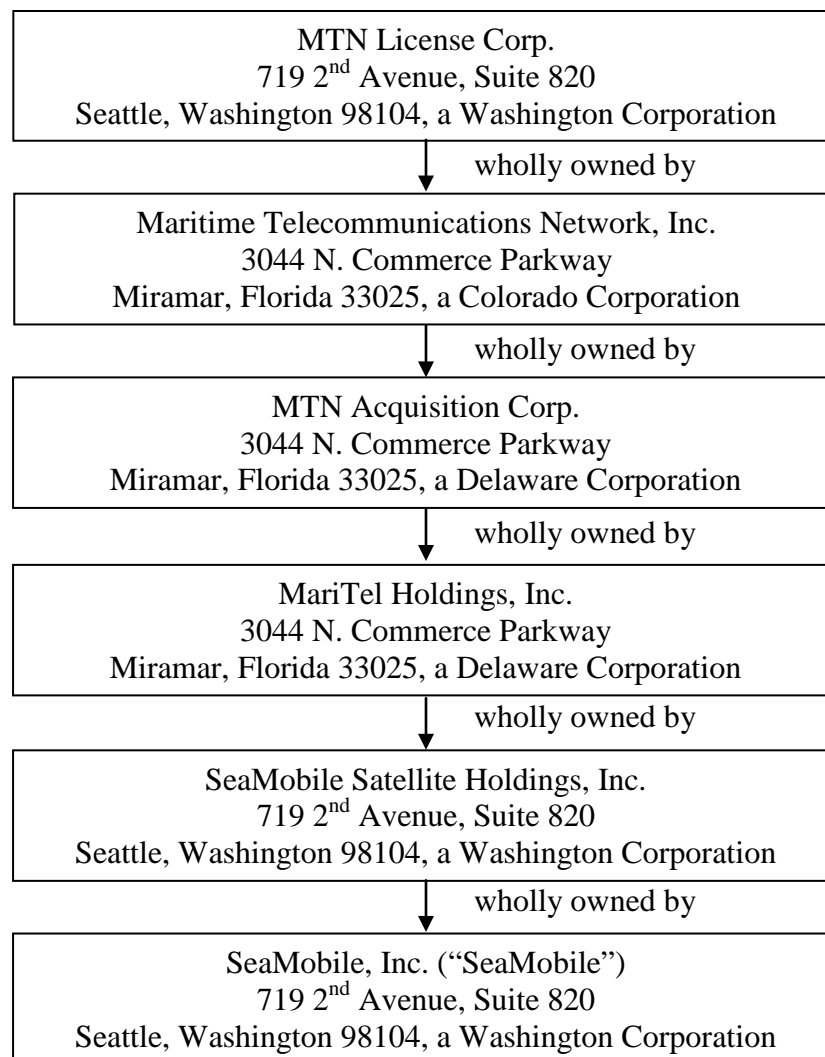 MTN License Corp.
719 2nd Avenue, Suite 820
Seattle, Washington 98104, a Washington Corporation
wholly owned by
Maritime Telecommunications Network, Inc.
3044 N. Commerce Parkway
Miramar, Florida 33025, a Colorado Corporation
wholly owned by
MTN Acquisition Corp.
3044 N. Commerce Parkway
Miramar, Florida 33025, a Delaware Corporation
wholly owned by
MariTel Holdings, Inc.
3044 N. Commerce Parkway
Miramar, Florida 33025, a Delaware Corporation
wholly owned by
SeaMobile Satellite Holdings, Inc.
719 2nd Avenue, Suite 820
Seattle, Washington 98104, a Washington Corporation
wholly owned by
SeaMobile, Inc. (“SeaMobile”)
719 2nd Avenue, Suite 820
Seattle, Washington 98104, a Washington Corporation